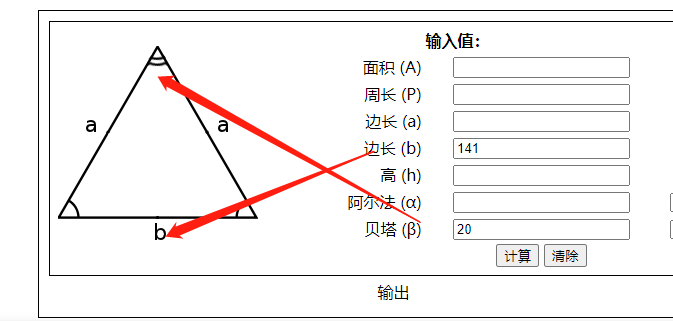 输入值:
面积 (A)
周长 (P)
a
a
边长 (a)
边长 (b)
141
高 (h)
阿尔法 (α)
b
贝塔 (β)
20
计算
清除
输出